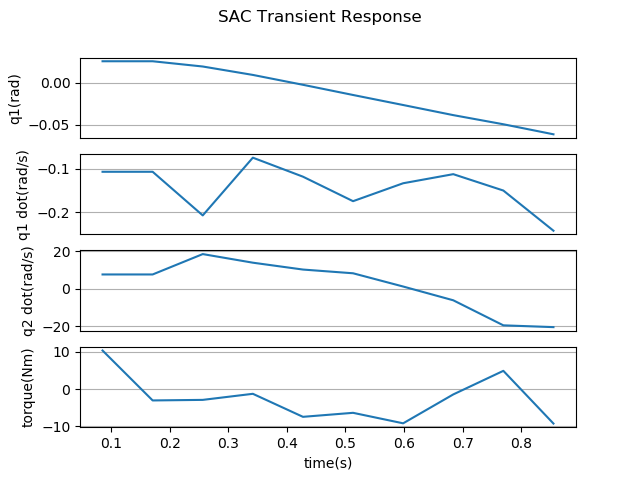 SAC Transient Response
q1(rad)
0.00
−0.05
q1 dot(rad/s)
−0.1
−0.2
q2 dot(rad/s)
20
0
−20
torque(Nm)
10
0
−10
0.1 0.2 0.3 0.4 0.5 0.6 0.7 0.8
time(s)